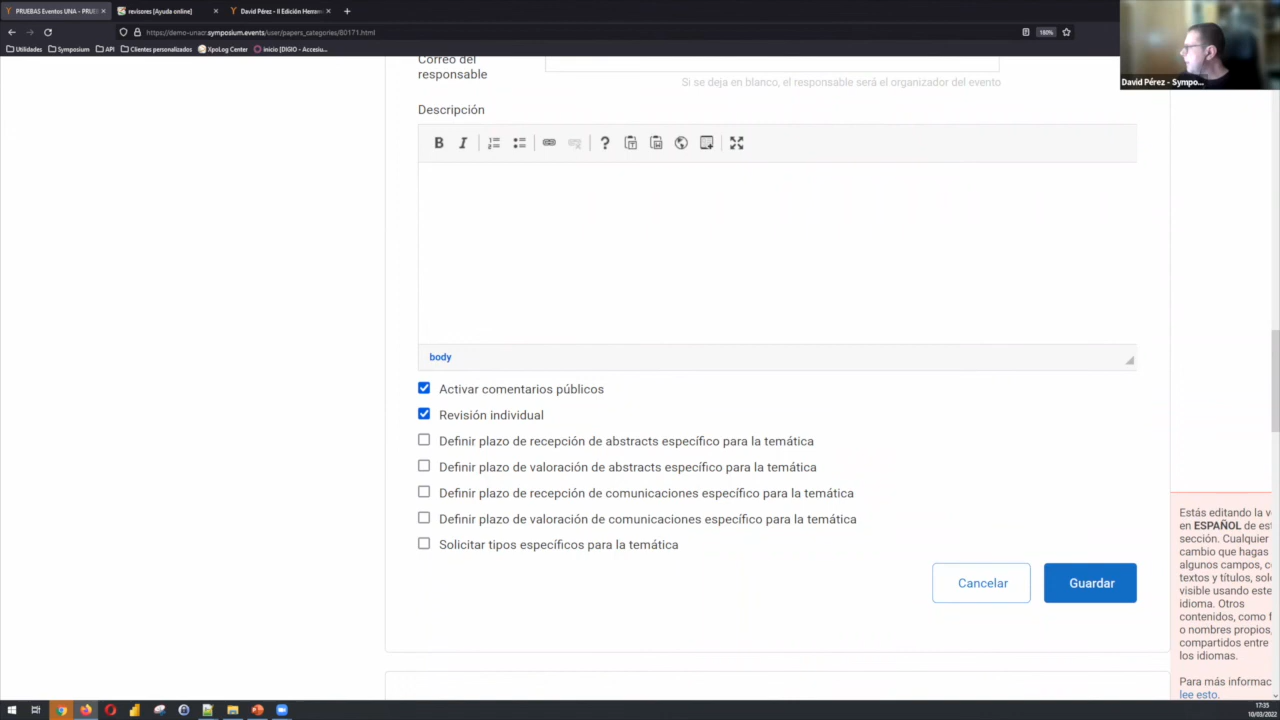 PRUEBAS Eventos UNA - PRUE
revisores [Ayuda online]
David Pérez - II Edición Herram
https://demo-unacr.symposium.events/user/papers_categories/80171.html
180%
Utilidades
Symposium
API
Clientes personalizados
XpoLog Center
inicio [DIGIO - Accesiu...
David Pérez - Sympo...
Correo del
responsable
Si se deja en blanco, el responsable será el organizador del evento
Descripción
B I
body
Activar comentarios públicos
Revisión individual
Definir plazo de recepción de abstracts específico para la temática
Definir plazo de valoración de abstracts específico para la temática
Definir plazo de recepción de comunicaciones específico para la temática
Definir plazo de valoración de comunicaciones específico para la temática
Solicitar tipos específicos para la temática
Cancelar
Guardar
Estás editando la v
en ESPAÑOL de es
sección. Cualquier
cambio que hagas
algunos campos, c
textos y títulos, sol
visible usando este
idioma. Otros
contenidos, como f
o nombres propios,
compartidos entre
los idiomas.
Para más informac
lee esto.
17:35
10/03/2022